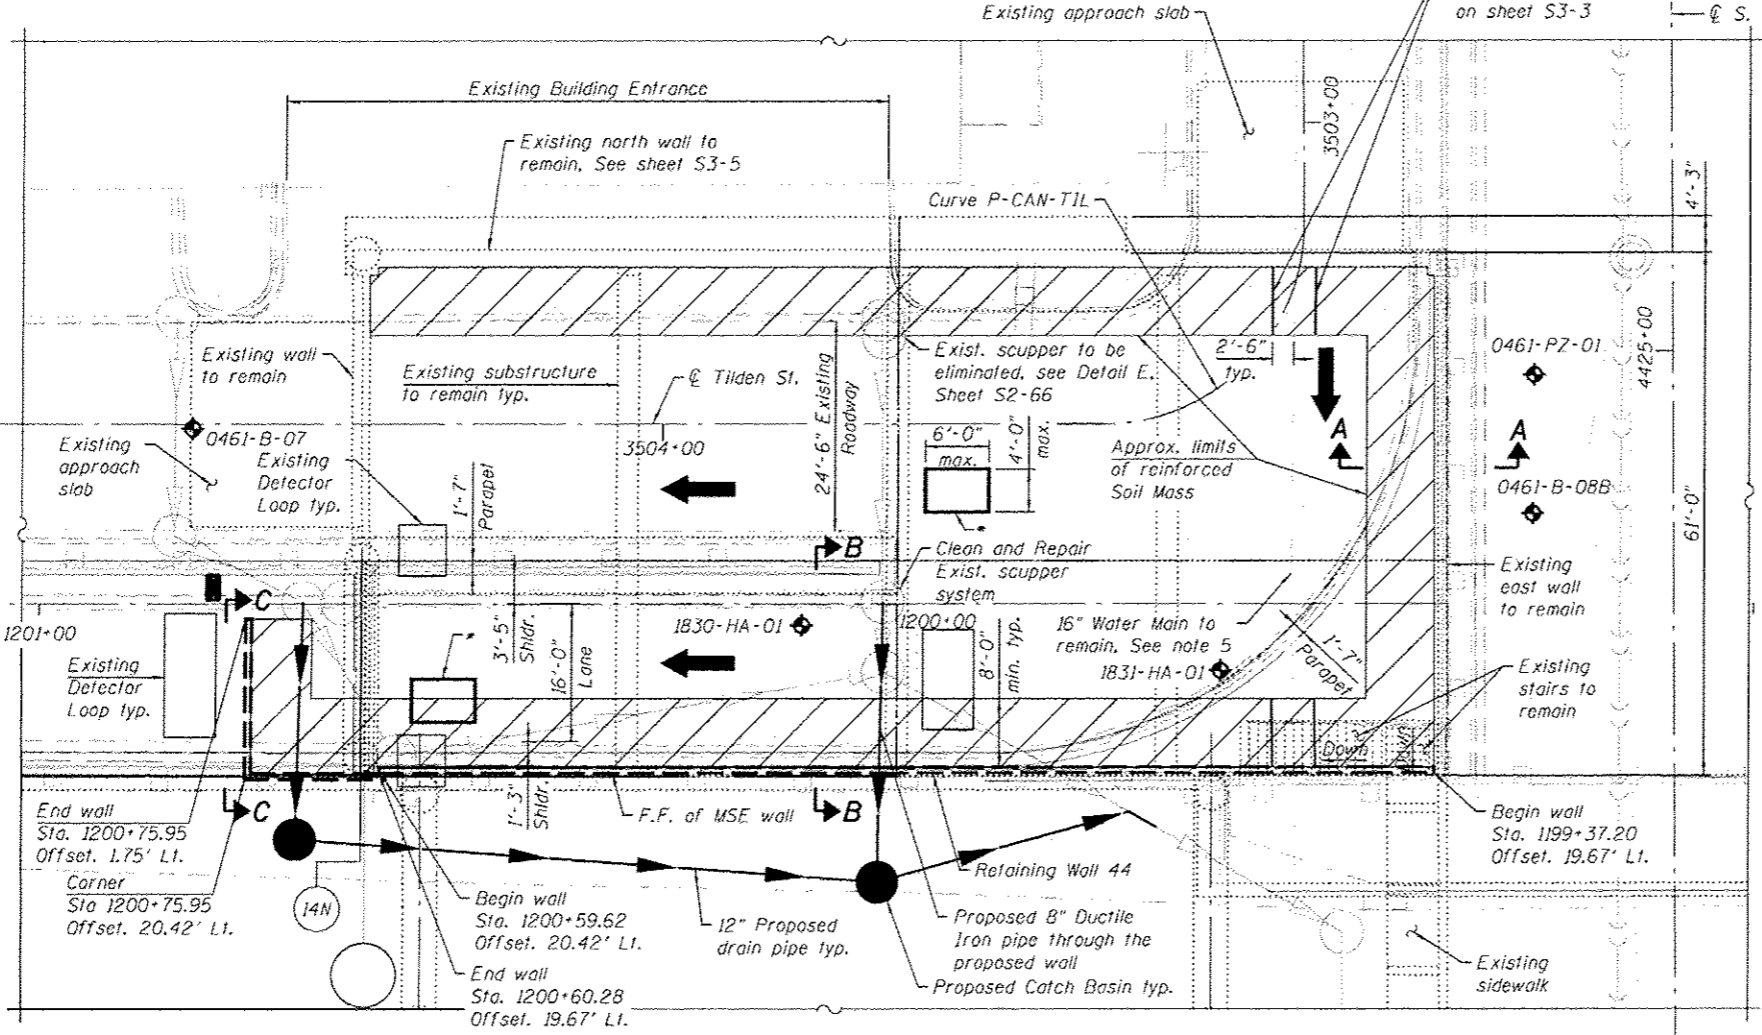 Existing approach slab
on sheet S3-3
℄ S.
Existing Building Entrance
Existing north wall to
remain. See sheet S3-5
3503+00
4'-3"
Curve P-CAN-TIL
Existing wall
to remain
Existing substructure
to remain typ.
℄ Tilden St.
24'-6" Existing
Roadway
Exist. scupper to be
eliminated, see Detail E,
Sheet S2-66
2'-6"
typ.
0461-PZ-01
4425+00
0461-B-07
Existing
approach
slab
Existing
Detector
Loop typ.
3504+00
1'-7"
Parapet
6'-0"
max.
4'-0"
max.
*
Approx. limits
of reinforced
Soil Mass
A
A
0461-B-08B
61'-0"
B
Clean and Repair
Exist. scupper
system
Existing
east wall
to remain
C
1201+00
Existing
Detector
Loop typ.
*
3'-5"
Shldr.
16'-0"
Lane
1830-HA-01
1200+00
8'-0"
min. typ.
16" Water Main to
remain. See note 5
1831-HA-01
1'-7"
Parapet
Existing
stairs to
remain
Down
Down
End wall
Sta. 1200+75.95
Offset. 1.75' Lt.
C
1'-3"
Shldr.
F.F. of MSE wall
B
Begin wall
Sta. 1199+37.20
Offset. 19.67' Lt.
Corner
Sta 1200+75.95
Offset. 20.42' Lt.
14N
Begin wall
Sta. 1200+59.62
Offset. 20.42' Lt.
End wall
Sta. 1200+60.28
Offset. 19.67' Lt.
12" Proposed
drain pipe typ.
Retaining Wall 44
Proposed 8" Ductile
Iron pipe through the
proposed wall
Proposed Catch Basin typ.
Existing
sidewalk